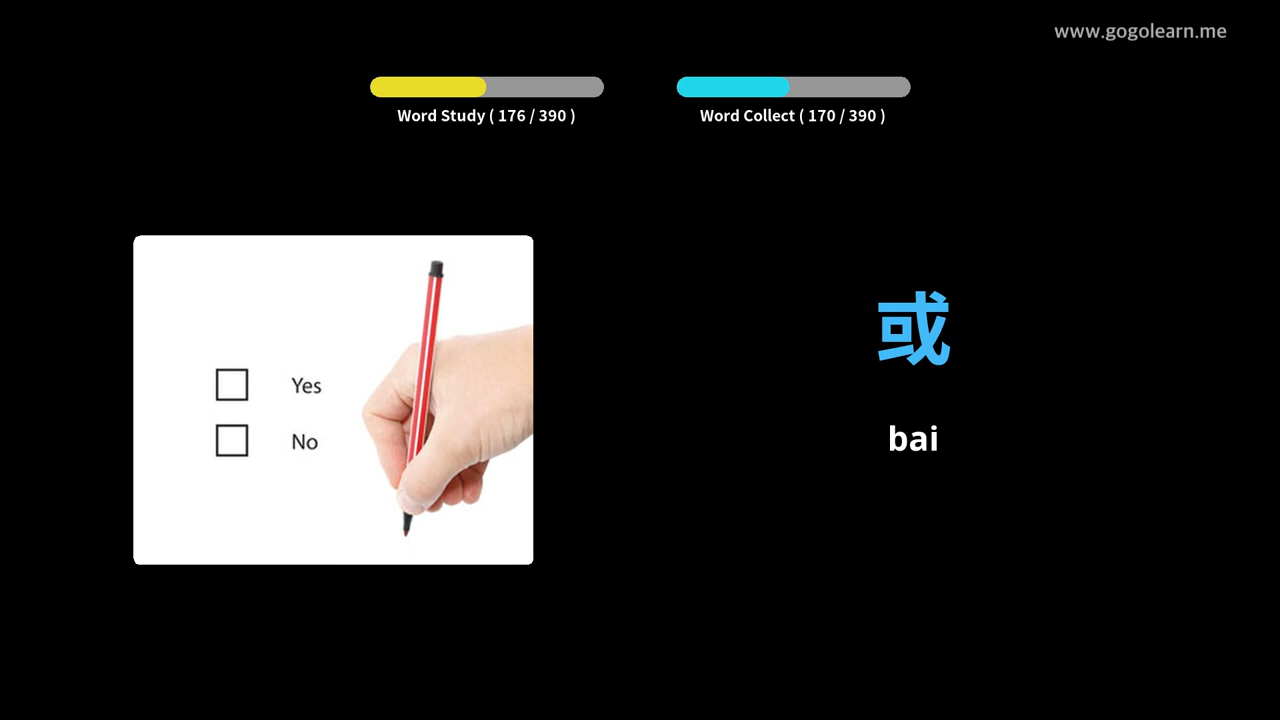 www.gogolearn.me
Word Study ( 176 / 390 )
Word Collect ( 170 / 390 )
Yes
No
或
bai